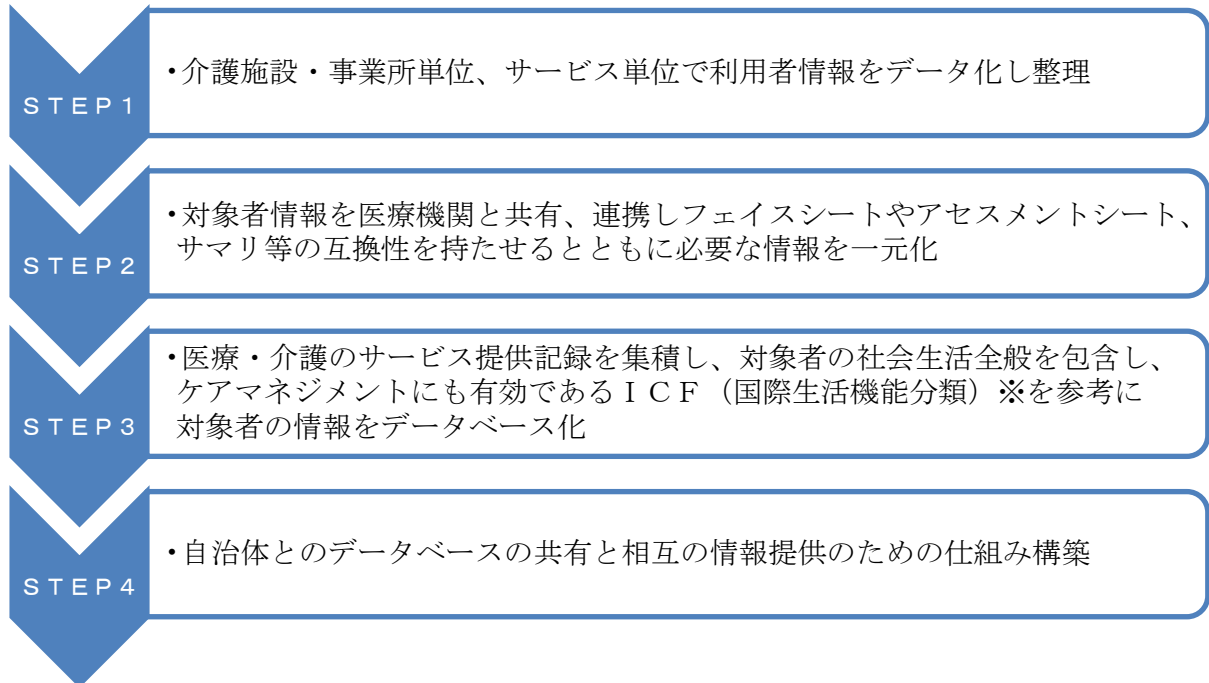 STEP1
・介護施設・事業所単位、サービス単位で利用者情報をデータ化し整理
STEP2
・対象者情報を医療機関と共有、連携しフェイスシートやアセスメントシート、
サマリ等の互換性を持たせるとともに必要な情報を一元化
STEP3
・医療・介護のサービス提供記録を集積し、対象者の社会生活全般を包含し、
ケアマネジメントにも有効であるＩＣＦ（国際生活機能分類）※を参考に
対象者の情報をデータベース化
STEP4
・自治体とのデータベースの共有と相互の情報提供のための仕組み構築